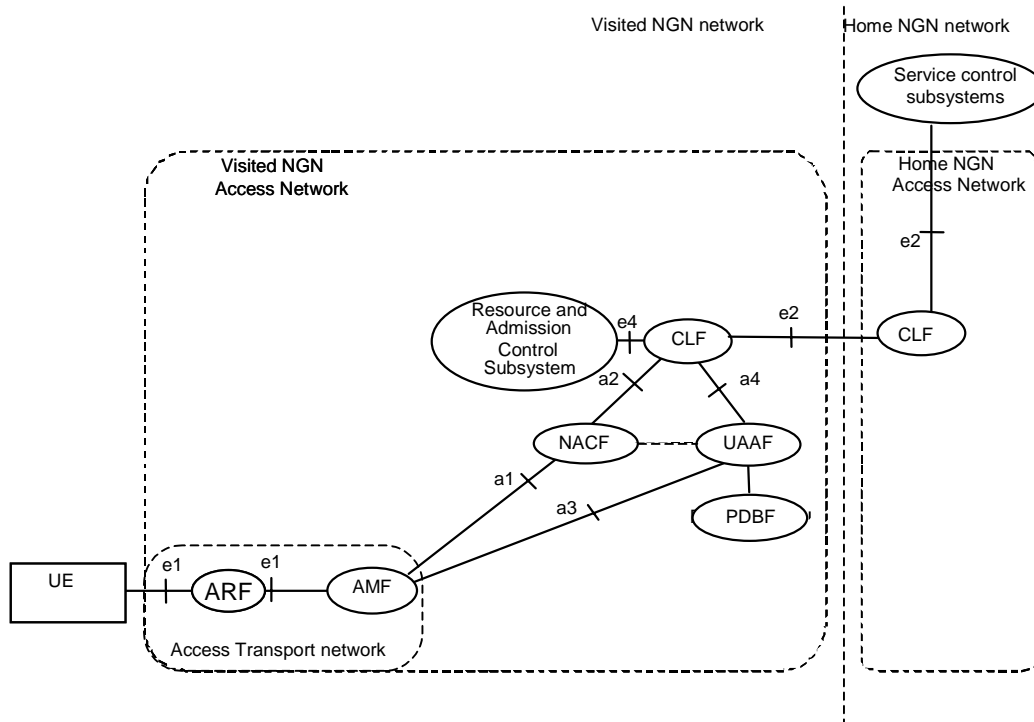 Visited NGN network
Home NGN network
Service control
subsystems
Visited NGN
Access Network
Home NGN
Access Network
e2
Resource and
Admission
Control
Subsystem
e4
CLF
e2
CLF
a2
a4
NACF
UAAF
a1
a3
PDBF
UE
e1
ARF
e1
AMF
Access Transport network